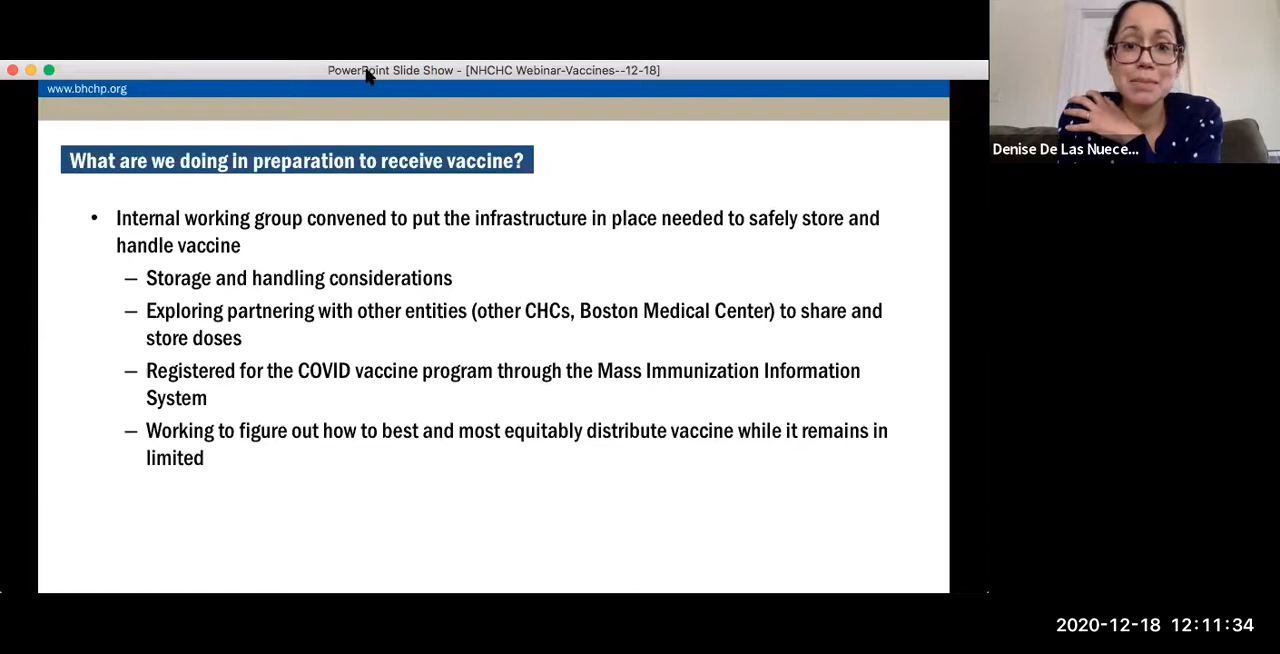 PowerPoint Slide Show - [NHCHC Webinar-Vaccines--12-18]
www.bhchp.org
What are we doing in preparation to receive vaccine?
• Internal working group convened to put the infrastructure in place needed to safely store and
handle vaccine
– Storage and handling considerations
– Exploring partnering with other entities (other CHCs, Boston Medical Center) to share and
store doses
– Registered for the COVID vaccine program through the Mass Immunization Information
System
– Working to figure out how to best and most equitably distribute vaccine while it remains in
limited
Denise De Las Nuece...
2020-12-18 12:11:34